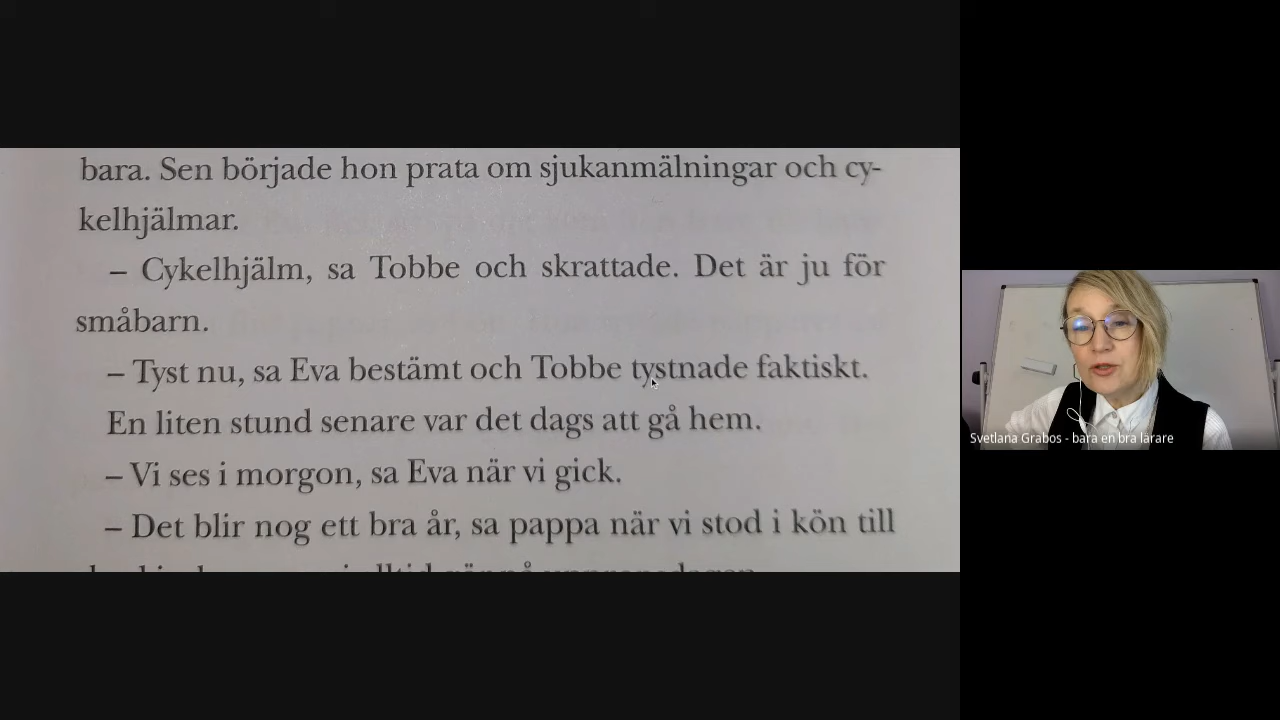 bara. Sen började hon prata om sjukanmälningar och cy-
kelhjälmar.
– Cykelhjälm, sa Tobbe och skrattade. Det är ju för
småbarn.
– Tyst nu, sa Eva bestämt och Tobbe tystnade faktiskt.
En liten stund senare var det dags att gå hem.
– Vi ses i morgon, sa Eva när vi gick.
– Det blir nog ett bra år, sa pappa när vi stod i kön till
Svetlana Grabos - bara en bra lärare